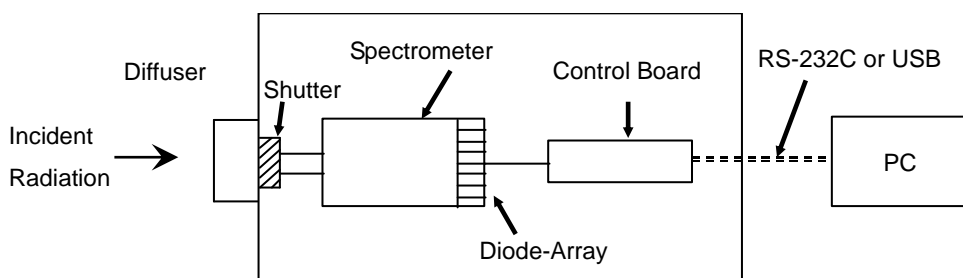 Incident
Radiation
Diffuser
Shutter
Spectrometer
Diode-Array
Control Board
RS-232C or USB
PC